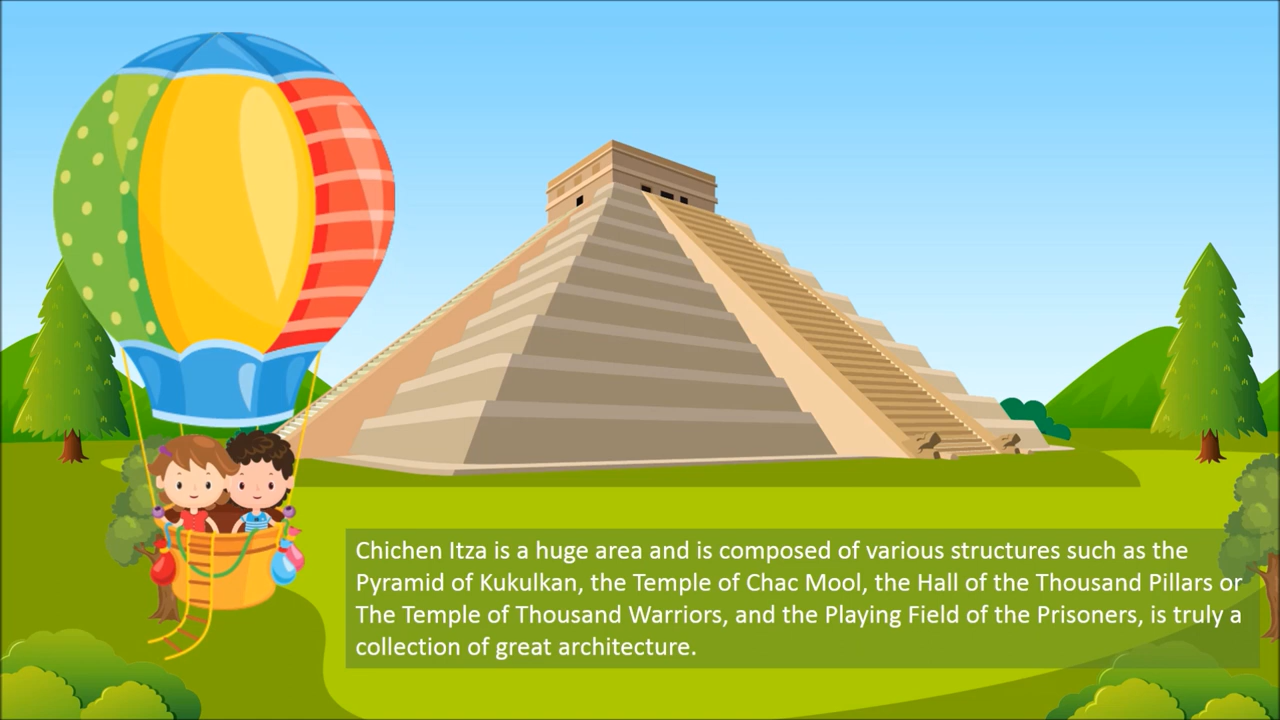 Chichen Itza is a huge area and is composed of various structures such as the
Pyramid of Kukulkan, the Temple of Chac Mool, the Hall of the Thousand Pillars or
The Temple of Thousand Warriors, and the Playing Field of the Prisoners, is truly a
collection of great architecture.